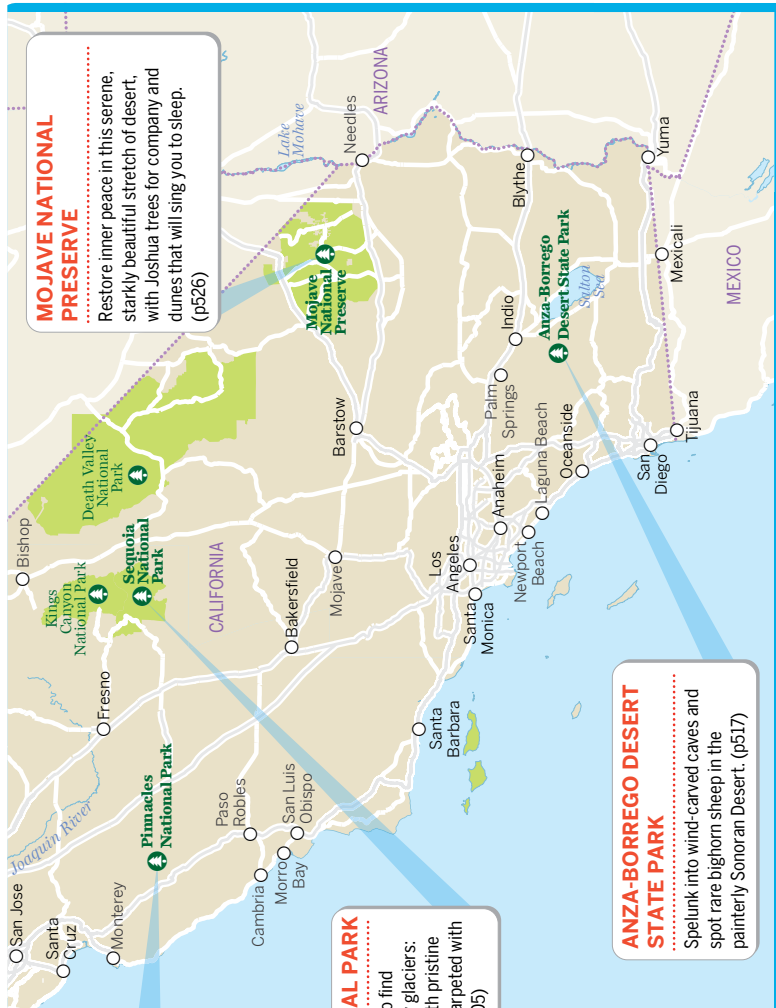 MOJAVE NATIONAL
PRESERVE
Restore inner peace in this serene,
starkly beautiful stretch of desert,
with Joshua trees for company and
dunes that will sing you to sleep.
(p526)
Lake
Mohave
Needles
ARIZONA
Blythe
Yuma
Mojave
National
Preserve
Indio
Anza-Borrego
Desert State Park
Salton
Sea
Mexicali
MEXICO
Bishop
Death Valley
National
Park
Kings
Canyon
National Park
Sequoia
National
Park
CALIFORNIA
Barstow
Palm
Springs
Mojave
Bakersfield
Los
Angeles
Anaheim
Santa
Monica
Newport
Beach
Laguna Beach
Oceanside
San
Diego
Tijuana
Fresno
Joaquin River
Pinnacles
National Park
Paso
Robles
San Luis
Obispo
Cambria
Morro
Bay
Santa
Barbara
San Jose
Santa
Cruz
Monterey
AL PARK
o find
r glaciers:
th pristine
arpeted with
05)
ANZA-BORREGO DESERT
STATE PARK
Spelunk into wind-carved caves and
spot rare bighorn sheep in the
painterly Sonoran Desert. (p517)